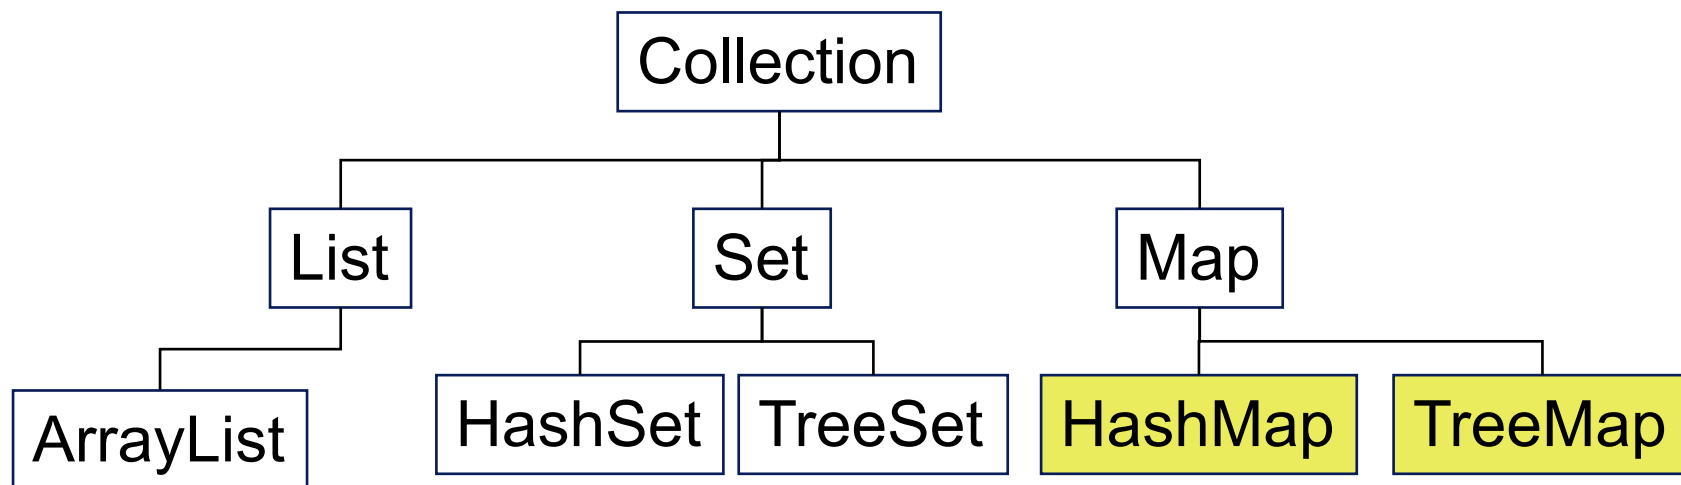 Collection
List
Set
Map
ArrayList
HashSet
TreeSet
HashMap
TreeMap